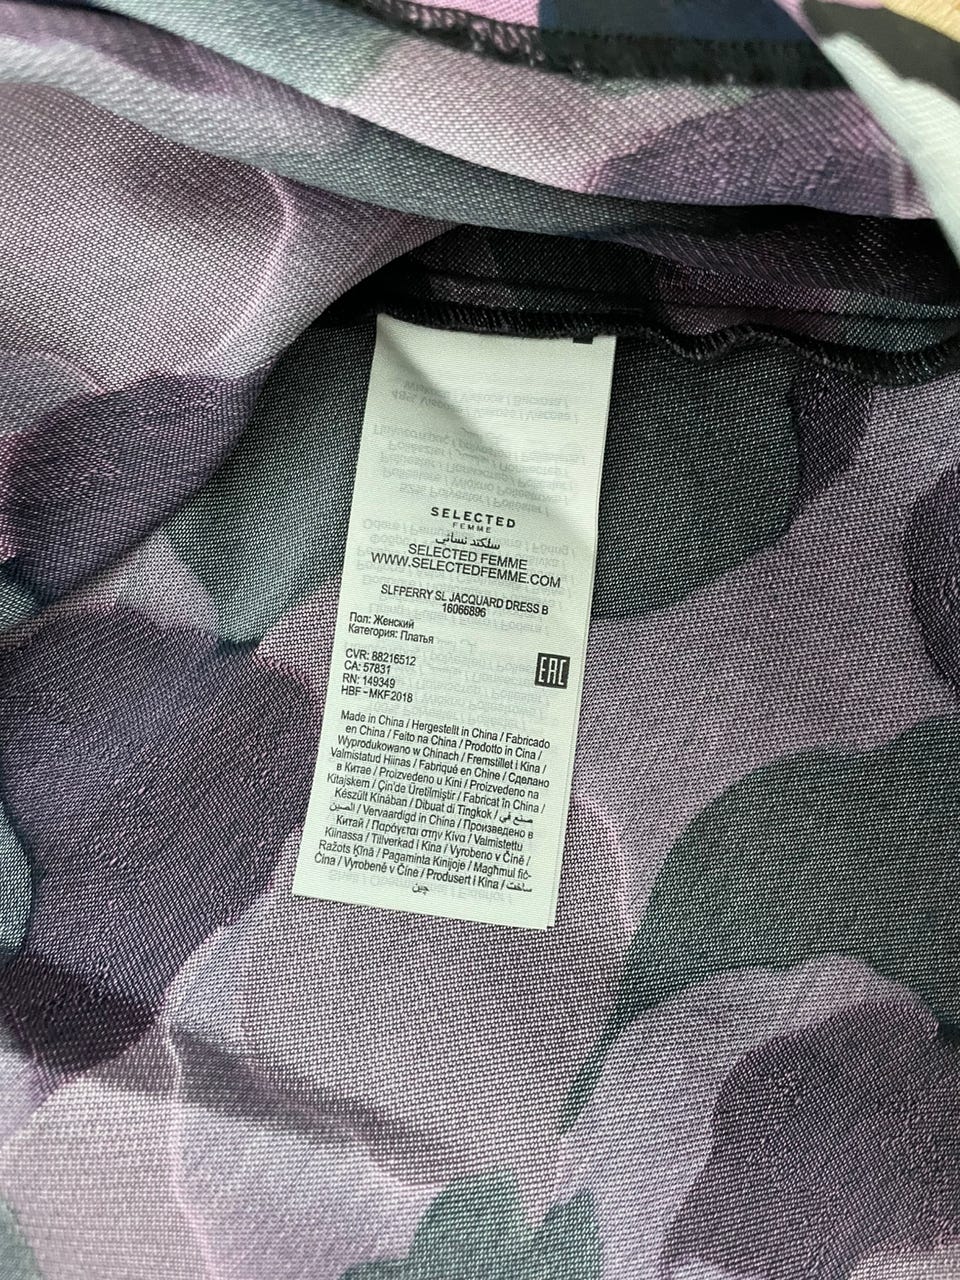 SELECTED
FEMME
سلكتد نسائي
SELECTED FEMME
WWW.SELECTEDFEMME.COM
SLFPERRY SL JACQUARD DRESS B
16066896
Пол: Женский
Категория: Платья
CVR: 88216512
CA: 57831
RN: 149349
HBF - MKF2018
EAC
Made in China / Hergestellt in China / Fabricado
en China / Feito na China / Prodotto in Cina /
Wyprodukowano w Chinach / Fremstillet i Kina /
Valmistatud Hiinas / Fabriqué en Chine / Сделано
в Китае / Proizvedeno u Kini / Proizvedeno na
Kitajskem / Çin'de Üretilmiştir / Fabricat în China /
Készült Kínában / Dibuat di Tingkok / صنع في
الصين / Vervaardigd in China / Произведено в
Китай / Παράγεται στην Κίνα / Valmistettu
Kiinassa / Tillverkad i Kina / Vyrobeno v Číně /
Ražots Ķīnā / Pagaminta Kinijoje / Maghmul fiċ-
Ċina / Vyrobené v Číne / Produsert i Kina / ساخت
چین